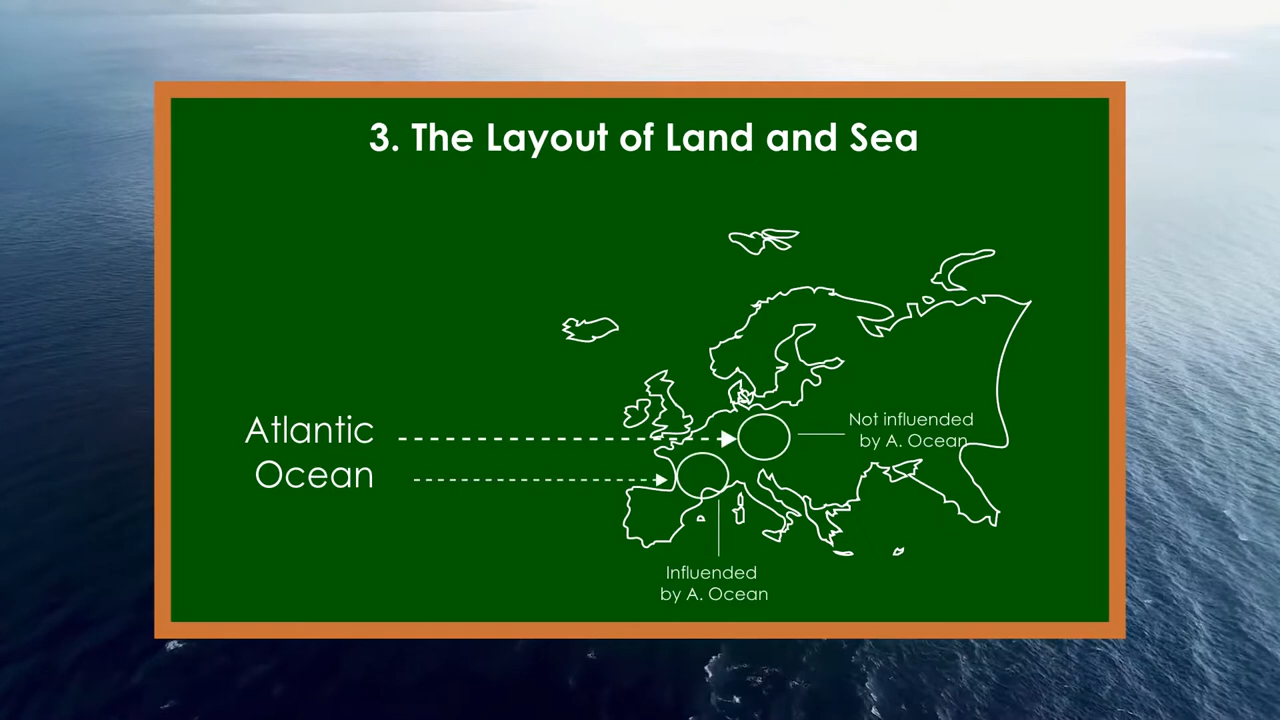 3. The Layout of Land and Sea
Atlantic
Ocean
Not influended
by A. Ocean
Influended
by A. Ocean